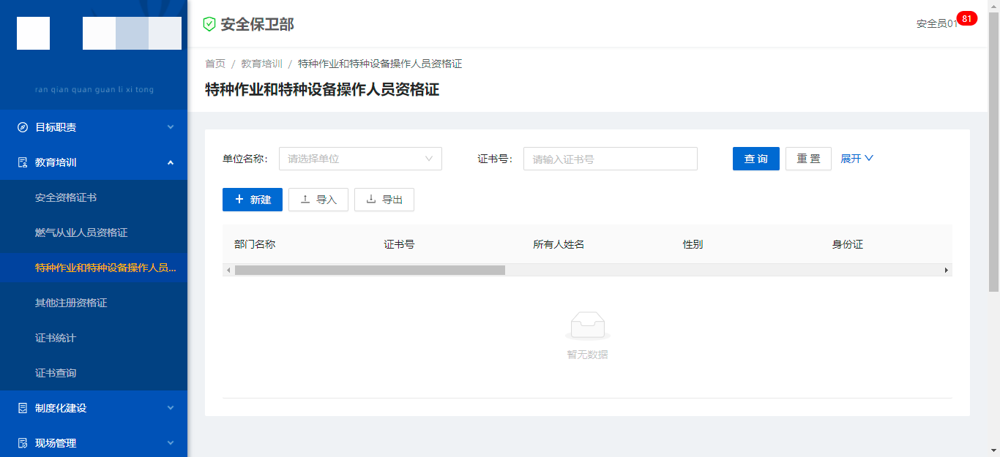 安全保卫部
安全员01
81
ran qian quan guan li xi tong
首页 / 教育培训 / 特种作业和特种设备操作人员资格证
特种作业和特种设备操作人员资格证
目标职责
教育培训
安全资格证书
燃气从业人员资格证
特种作业和特种设备操作人员...
其他注册资格证
证书统计
证书查询
制度化建设
现场管理
单位名称: 请选择单位 证书号: 请输入证书号 查 询 重 置 展开
新建 导入 导出
部门名称 证书号 所有人姓名 性别 身份证
暂无数据